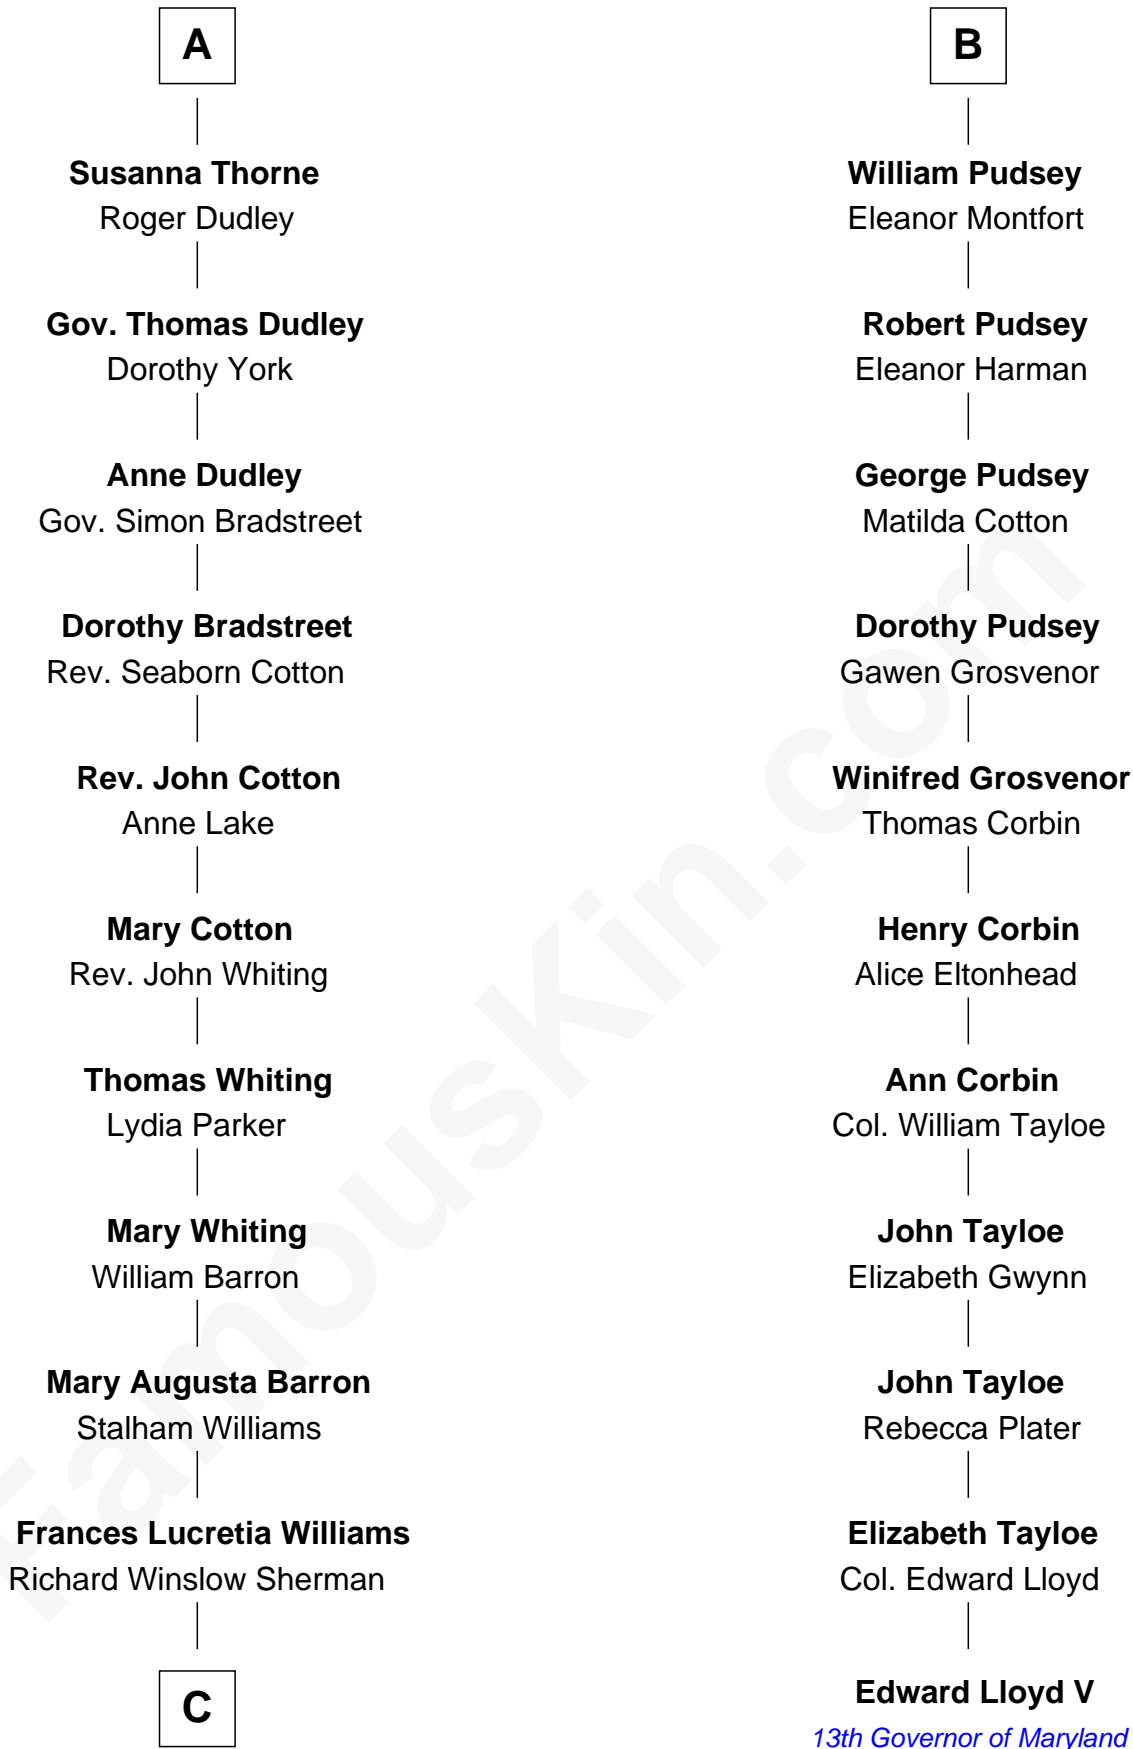 A
Susanna Thorne
Roger Dudley
Gov. Thomas Dudley
Dorothy York
Anne Dudley
Gov. Simon Bradstreet
Dorothy Bradstreet
Rev. Seaborn Cotton
Rev. John Cotton
Anne Lake
Mary Cotton
Rev. John Whiting
Thomas Whiting
Lydia Parker
Mary Whiting
William Barron
Mary Augusta Barron
Stalham Williams
Frances Lucretia Williams
Richard Winslow Sherman
C
B
William Pudsey
Eleanor Montfort
Robert Pudsey
Eleanor Harman
George Pudsey
Matilda Cotton
Dorothy Pudsey
Gawen Grosvenor
Winifred Grosvenor
Thomas Corbin
Henry Corbin
Alice Eltonhead
Ann Corbin
Col. William Tayloe
John Tayloe
Elizabeth Gwynn
John Tayloe
Rebecca Plater
Elizabeth Tayloe
Col. Edward Lloyd
Edward Lloyd V
13th Governor of Maryland
FamousKin.com